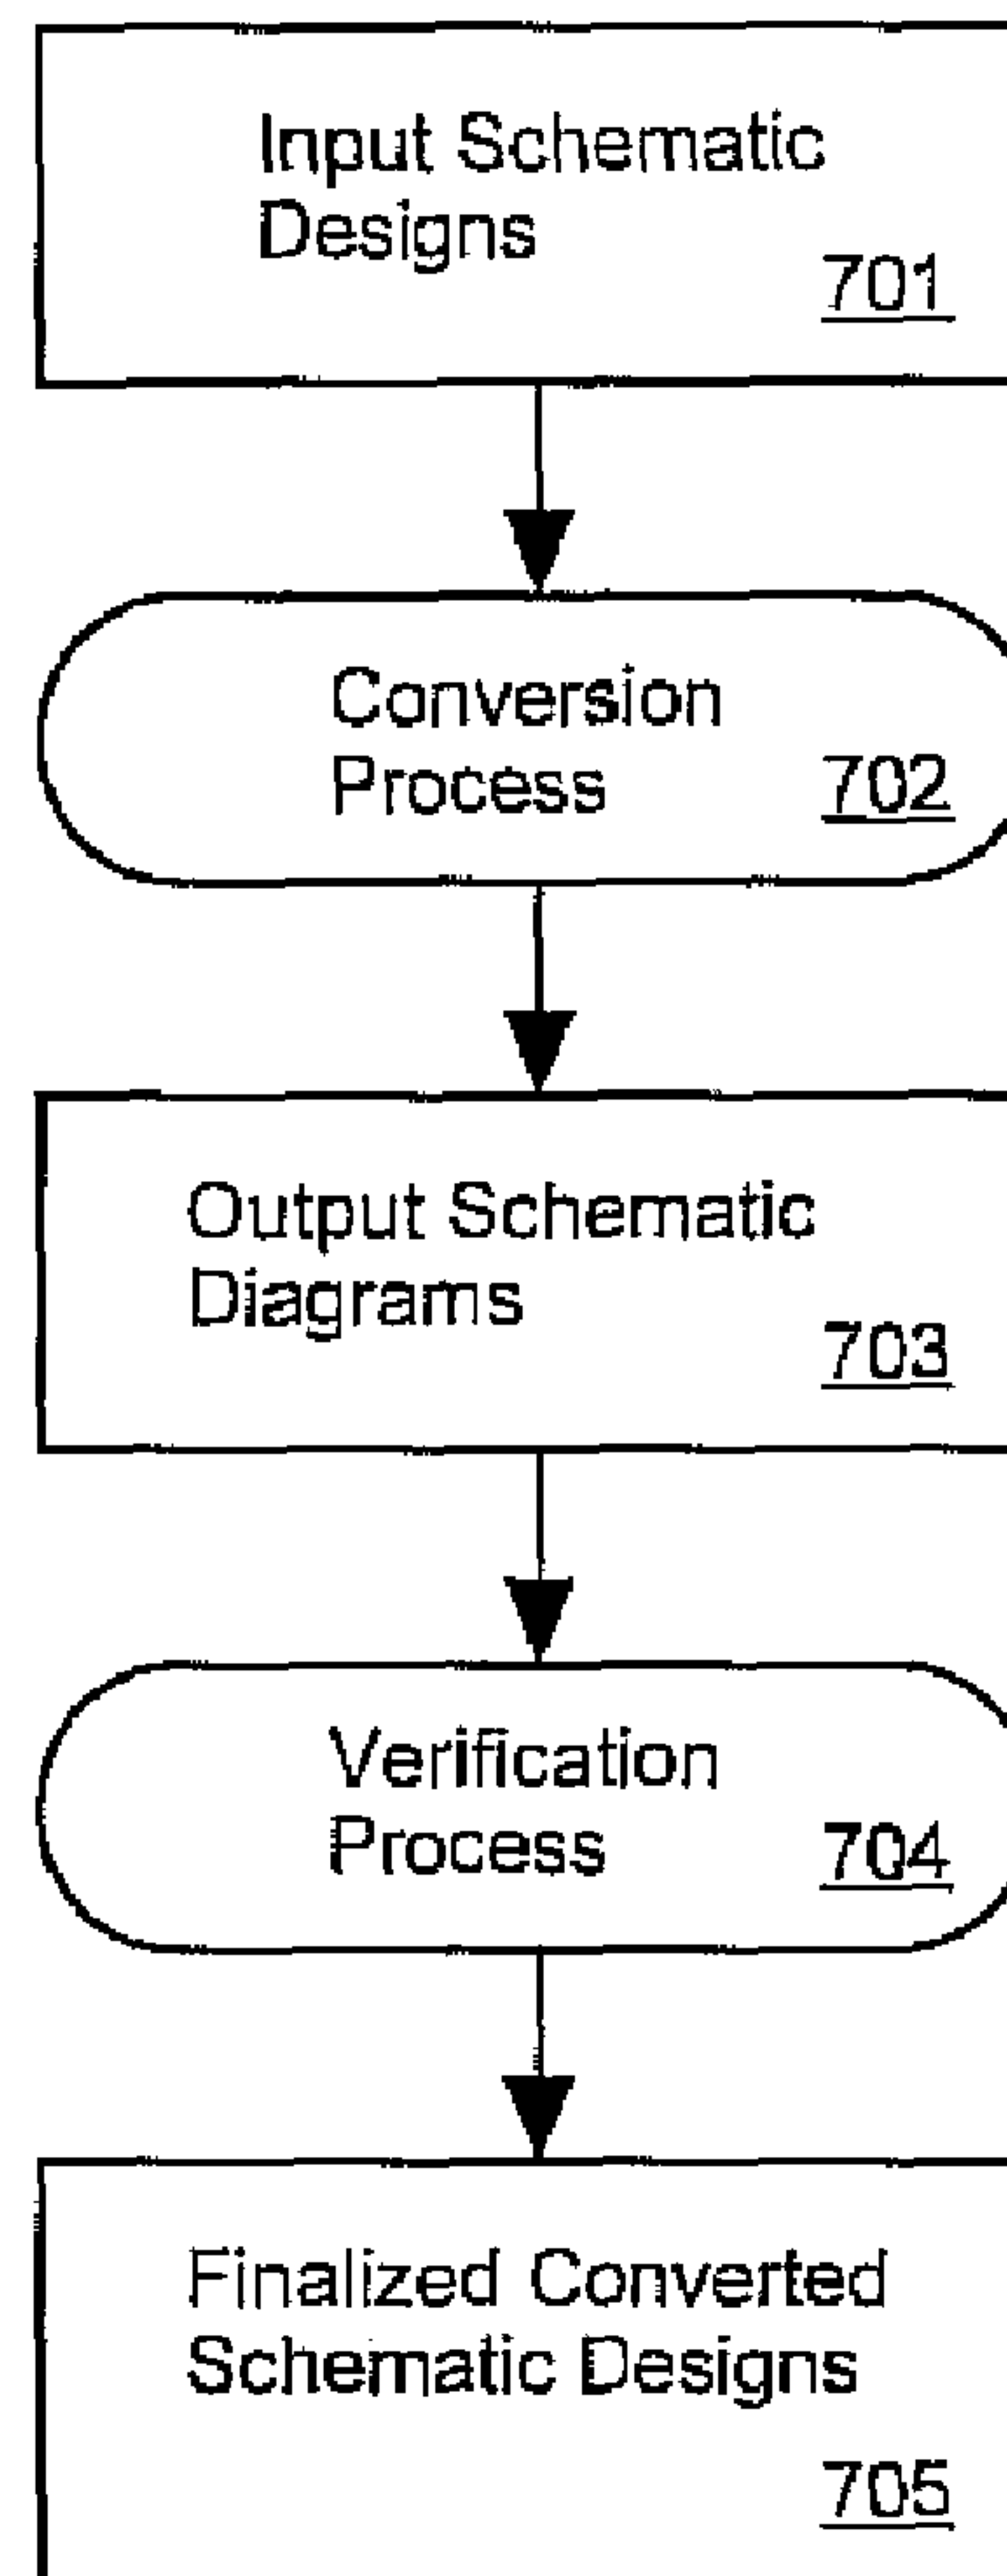 Input Schematic
Designs
701
Conversion
Process
702
Output Schematic
Diagrams
703
Verification
Process
704
Finalized Converted
Schematic Designs
705